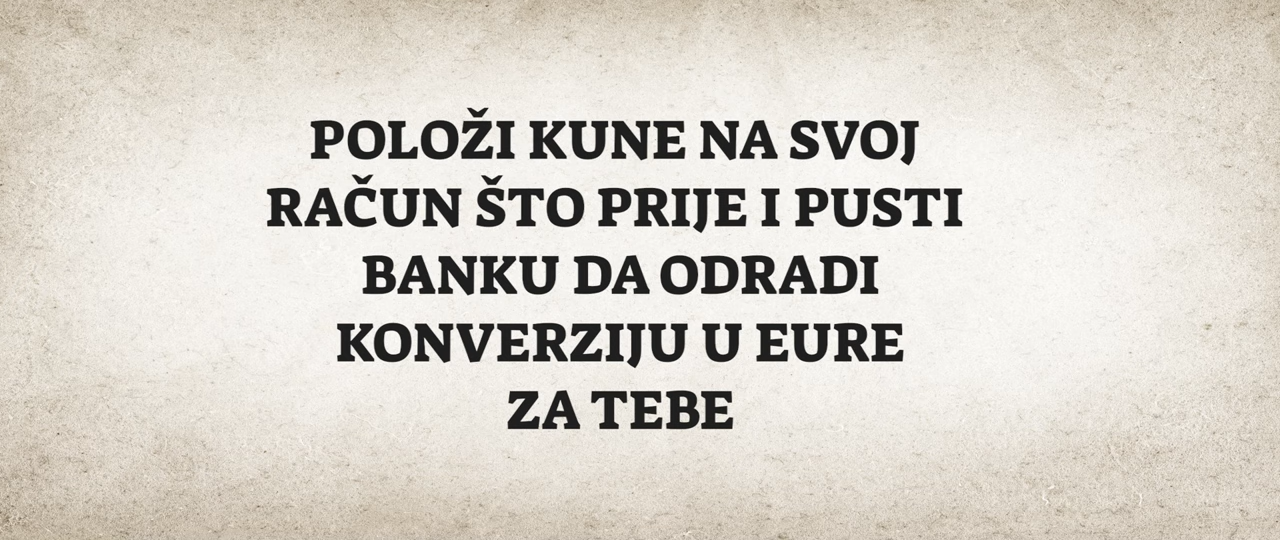 POLOŽI KUNE NA SVOJ
RAČUN ŠTO PRIJE I PUSTI
BANKU DA ODRADI
KONVERZIJU U EURE
ZA TEBE